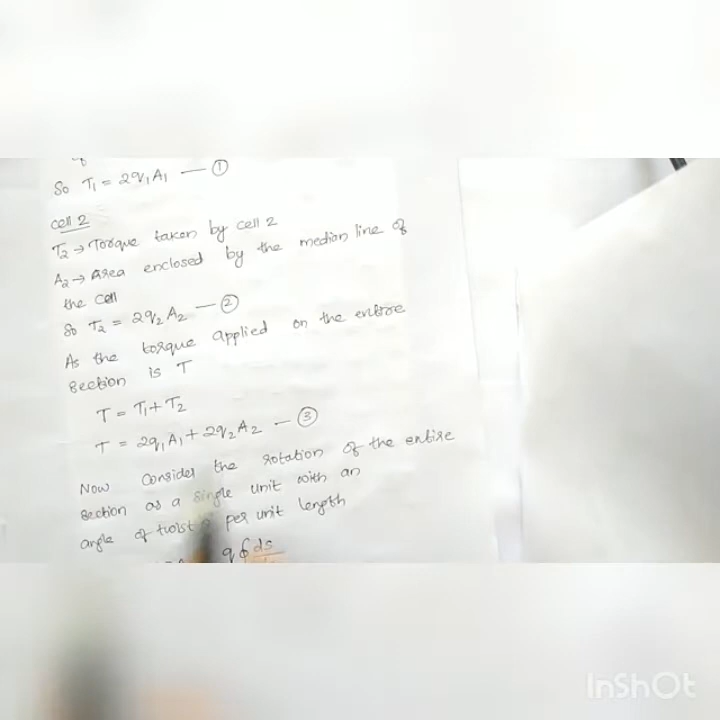 So T₁ = 2q₁A₁ — ①
Cell 2
T₂ → Torque taken by cell 2
A₂ → Area enclosed by the median line of
the cell
So T₂ = 2q₂A₂ — ②
As the torque applied on the entire
section is T
T = T₁ + T₂
T = 2q₁A₁ + 2q₂A₂ — ③
Now consider the rotation of the entire
section as a single unit with an
angle of twist per unit length
q∮ds
InShOt